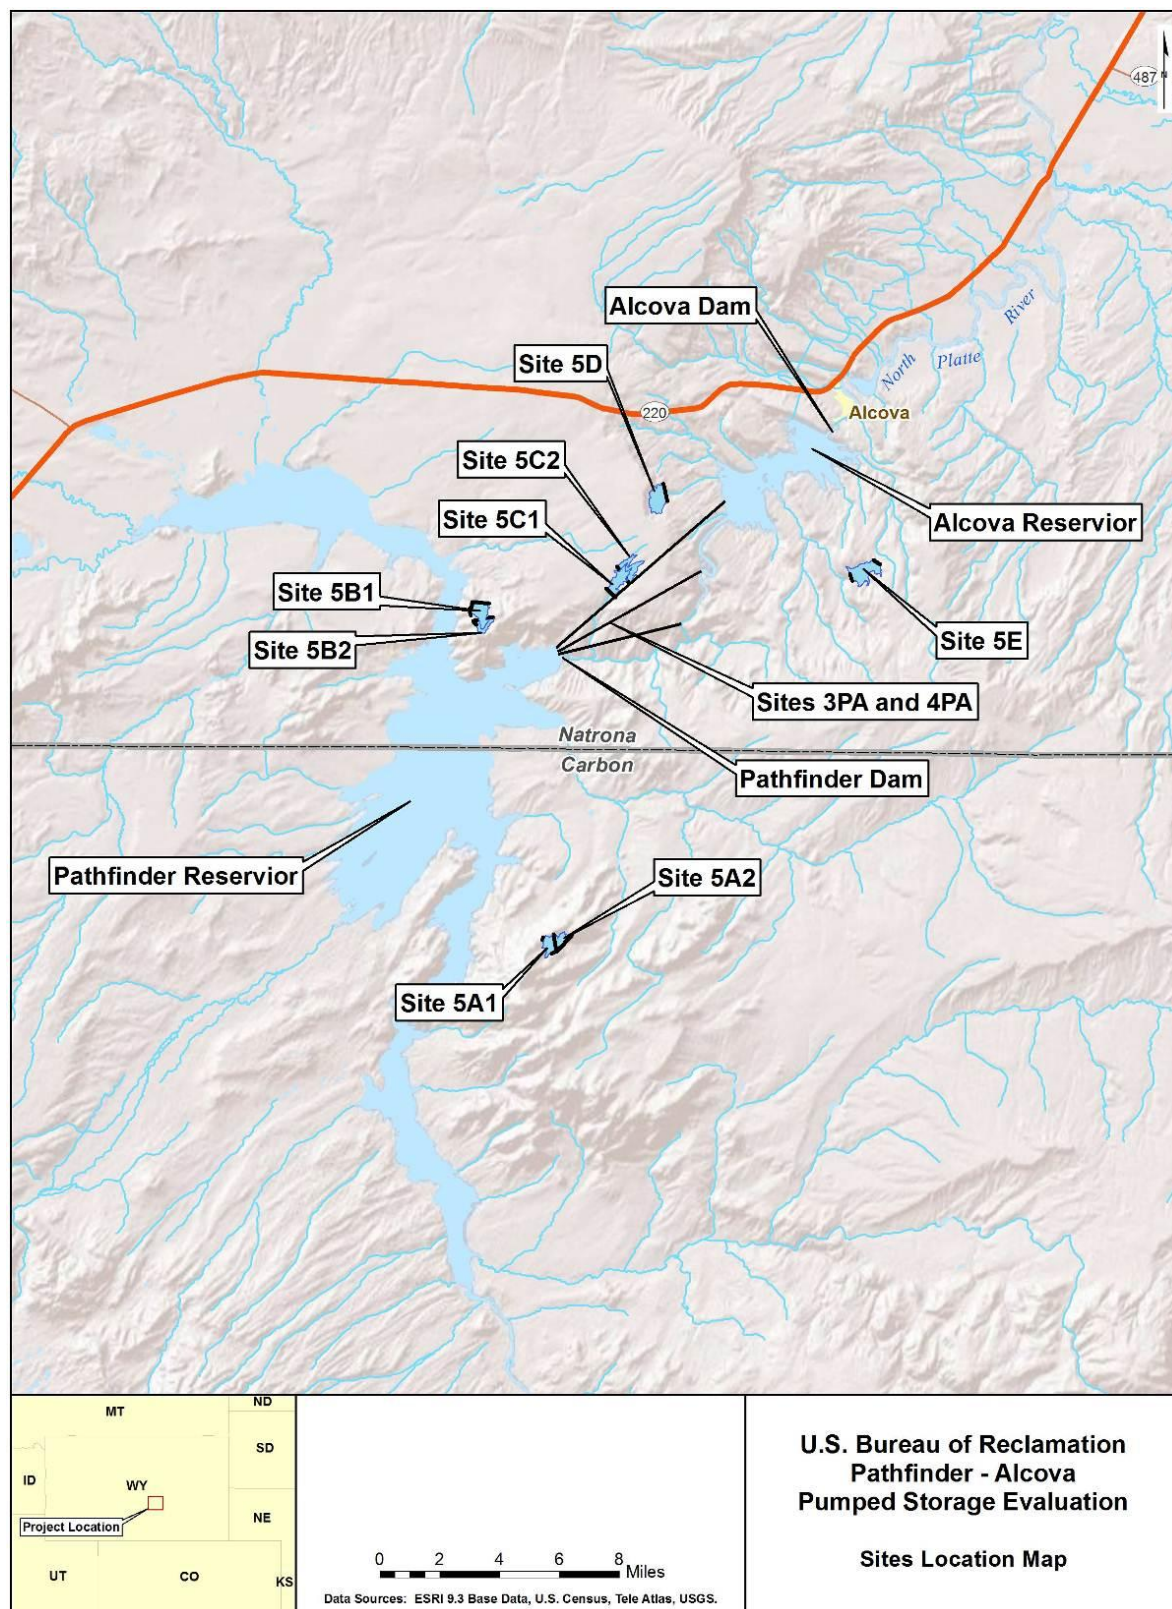 487
N
Alcova Dam
River
Platte
North
Site 5D
220
Alcova
Site 5C2
Site 5C1
Alcova Reservior
Site 5B1
Site 5B2
Site 5E
Sites 3PA and 4PA
Natrona
Carbon
Pathfinder Dam
Pathfinder Reservior
Site 5A2
Site 5A1
MT
ND
SD
ID
WY
NE
Project Location
UT
CO
KS
0 2 4 6 8
Miles
Data Sources: ESRI 9.3 Base Data, U.S. Census, Tele Atlas, USGS.
U.S. Bureau of Reclamation
Pathfinder - Alcova
Pumped Storage Evaluation
Sites Location Map